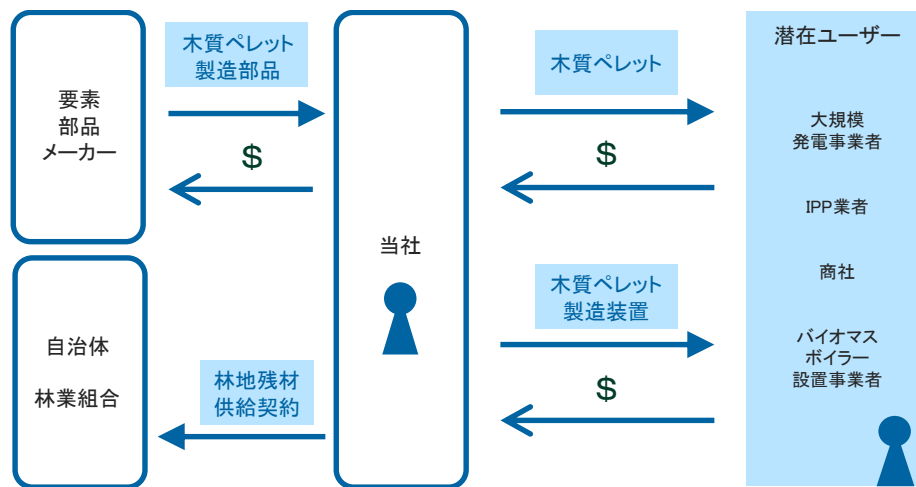 要素
部品
メーカー
木質ペレット
製造部品
$
自治体
林業組合
林地残材
供給契約
当社
木質ペレット
$
木質ペレット
製造装置
$
潜在ユーザー
大規模
発電事業者
IPP業者
商社
バイオマス
ボイラー
設置事業者